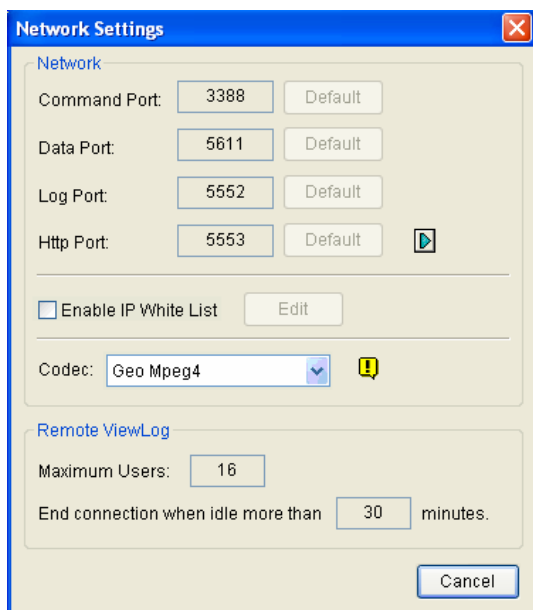 Network Settings
Network
Command Port: 3388 Default
Data Port: 5611 Default
Log Port: 5552 Default
Http Port: 5553 Default
Enable IP White List Edit
Codec: Geo Mpeg4
Remote ViewLog
Maximum Users: 16
End connection when idle more than 30 minutes.
Cancel